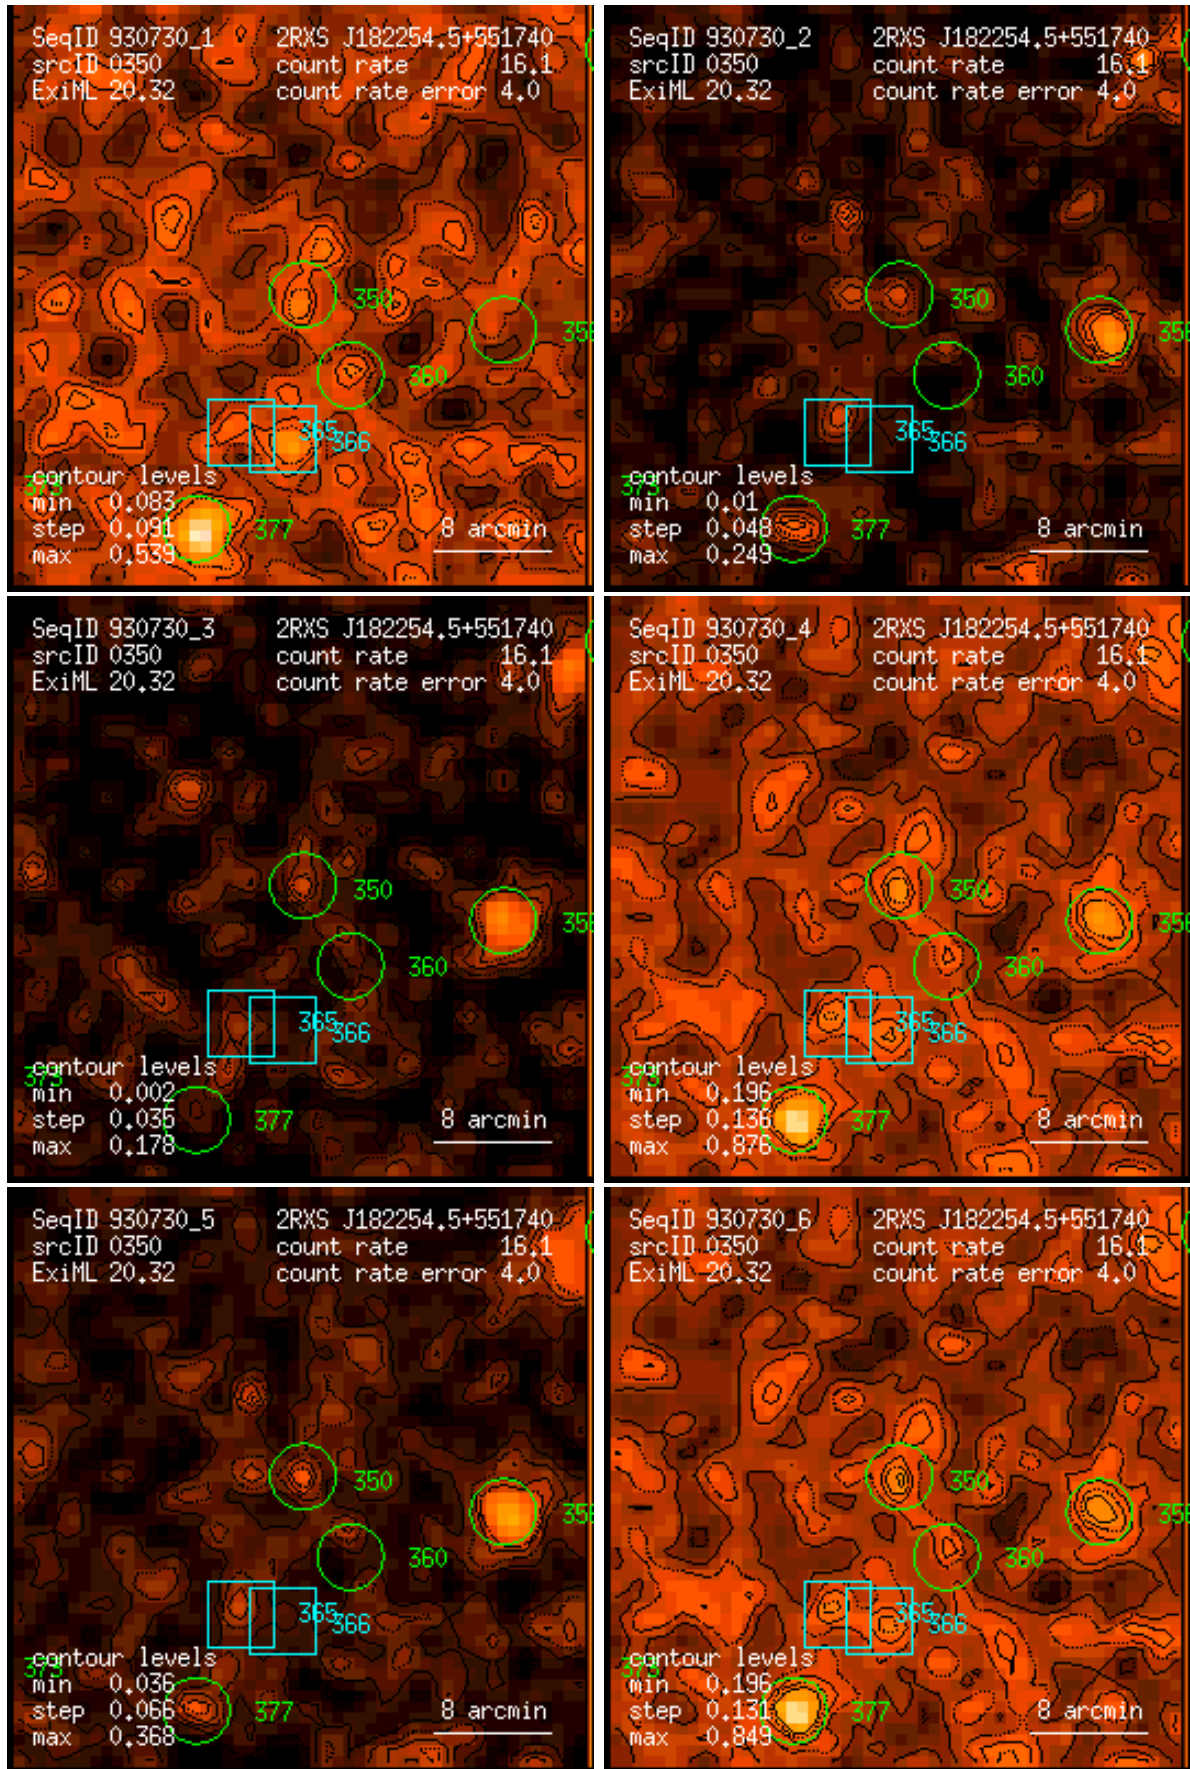 SeqID 930730_1 2RXS J182254.5+551740
srcID 0350 count rate 16.1
ExiML 20.32 count rate error 4.0
350
360
365 366
contour levels
min 0.083
step 0.091 377 8 arcmin
max 0.539
SeqID 930730_2 2RXS J182254.5+551740
srcID 0350 count rate 16.1
ExiML 20.32 count rate error 4.0
350
360
365 366
contour levels
min 0.01
step 0.048 377 8 arcmin
max 0.249
SeqID 930730_3 2RXS J182254.5+551740
srcID 0350 count rate 16.1
ExiML 20.32 count rate error 4.0
350
360
365 366
contour levels
min 0.002
step 0.035 377 8 arcmin
max 0.178
SeqID 930730_4 2RXS J182254.5+551740
srcID 0350 count rate 16.1
ExiML 20.32 count rate error 4.0
350
360
365 366
contour levels
min 0.196
step 0.136 377 8 arcmin
max 0.876
SeqID 930730_5 2RXS J182254.5+551740
srcID 0350 count rate 16.1
ExiML 20.32 count rate error 4.0
350
360
365 366
contour levels
min 0.036
step 0.066 377 8 arcmin
max 0.368
SeqID 930730_6 2RXS J182254.5+551740
srcID 0350 count rate 16.1
ExiML 20.32 count rate error 4.0
350
360
365 366
contour levels
min 0.196
step 0.131 377 8 arcmin
max 0.849